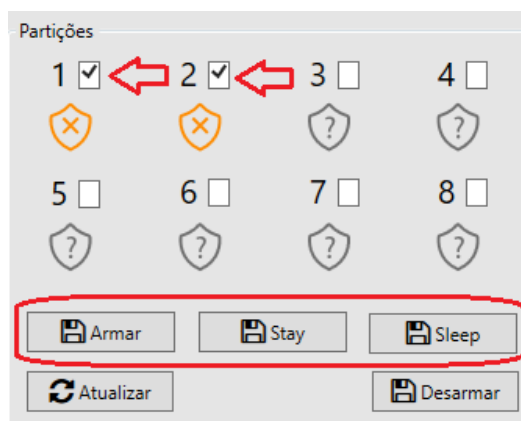 Partições
1 2 3 4
5 6 7 8
Armar Stay Sleep
Atualizar Desarmar